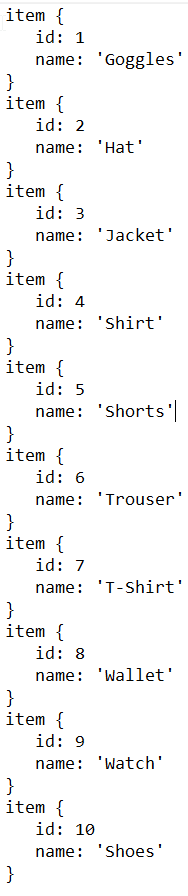 item {
   id: 1
   name: 'Goggles'
}
item {
   id: 2
   name: 'Hat'
}
item {
   id: 3
   name: 'Jacket'
}
item {
   id: 4
   name: 'Shirt'
}
item {
   id: 5
   name: 'Shorts'
}
item {
   id: 6
   name: 'Trouser'
}
item {
   id: 7
   name: 'T-Shirt'
}
item {
   id: 8
   name: 'Wallet'
}
item {
   id: 9
   name: 'Watch'
}
item {
   id: 10
   name: 'Shoes'
}